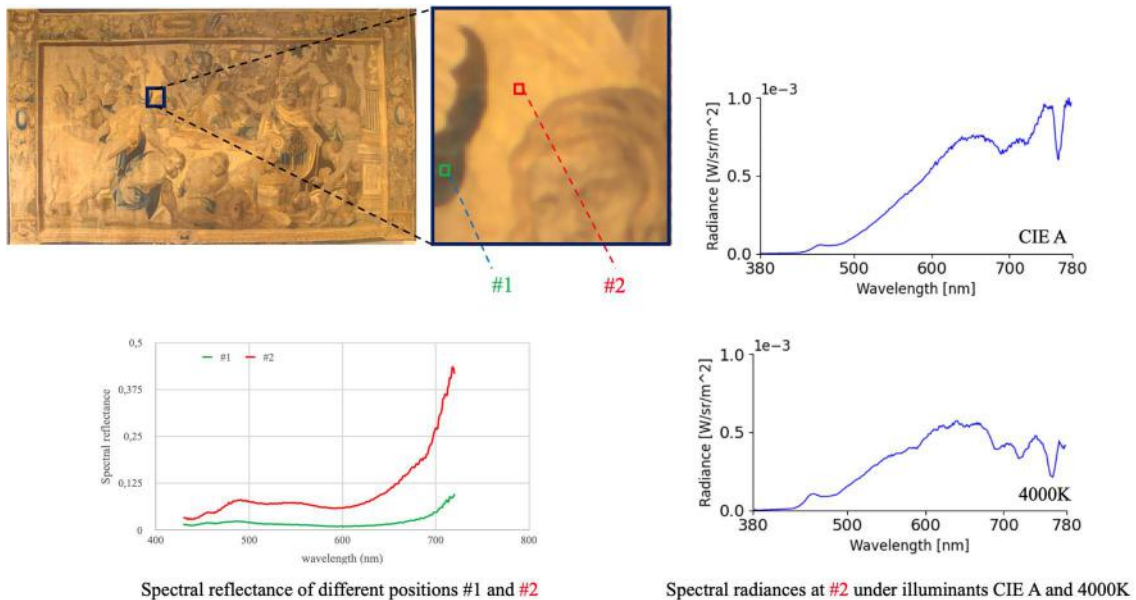 #1
#2
1e-3
1.0
0.5
0.0
Radiance [W/sr/m^2]
CIE A
380
500
600
700
780
Wavelength [nm]
0,5
0,375
0,25
0,125
0
#1
#2
Spectral reflectance
400
500
600
700
800
wavelength (nm)
Spectral reflectance of different positions #1 and #2
1e-3
1.0
0.5
0.0
Radiance [W/sr/m^2]
4000K
380
500
600
700
780
Wavelength [nm]
Spectral radiances at #2 under illuminants CIE A and 4000K